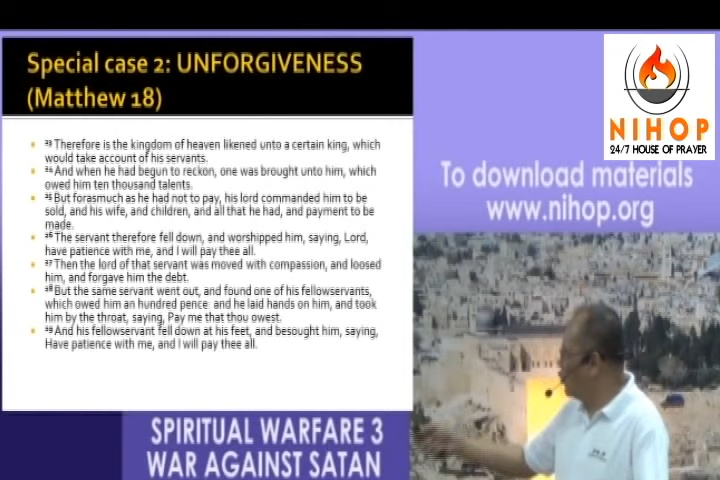 Special case 2: UNFORGIVENESS
(Matthew 18)
23 Therefore is the kingdom of heaven likened unto a certain king, which
would take account of his servants.
24 And when he had begun to reckon, one was brought unto him, which
owed him ten thousand talents.
25 But forasmuch as he had not to pay, his lord commanded him to be
sold, and his wife, and children, and all that he had, and payment to be
made.
26 The servant therefore fell down, and worshipped him, saying, Lord,
have patience with me, and I will pay thee all.
27 Then the lord of that servant was moved with compassion, and loosed
him, and forgave him the debt.
28 But the same servant went out, and found one of his fellowservants,
which owed him an hundred pence: and he laid hands on him, and took
him by the throat, saying, Pay me that thou owest.
29 And his fellowservant fell down at his feet, and besought him, saying,
Have patience with me, and I will pay thee all.
NIHOP
24/7 HOUSE OF PRAYER
To download materials
www.nihop.org
SPIRITUAL WARFARE 3
WAR AGAINST SATAN